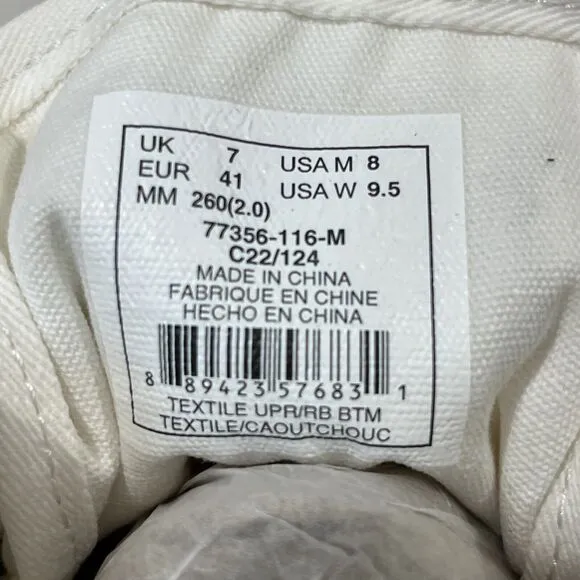 UK 7 USA M 8
EUR 41 USA W 9.5
MM 260(2.0)
77356-116-M
C22/124
MADE IN CHINA
FABRIQUE EN CHINE
HECHO EN CHINA
8 89423 57683 1
TEXTILE UPR/RB BTM
TEXTILE/CAOUTCHOUC